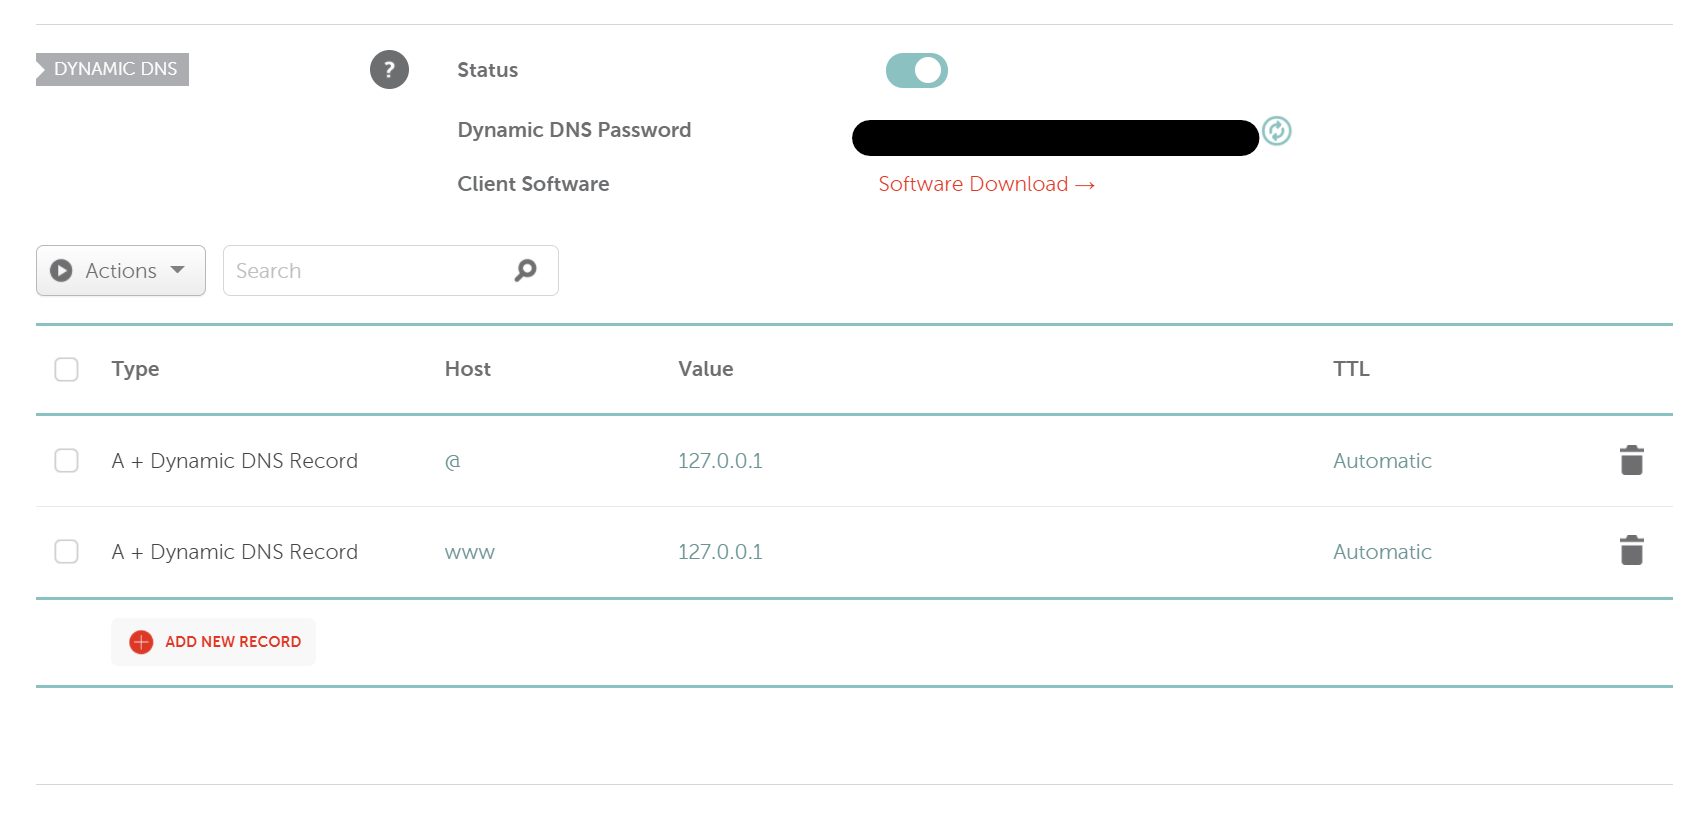 DYNAMIC DNS
?
Status
Dynamic DNS Password
Client Software Software Download →
Actions Search
Type Host Value TTL
A + Dynamic DNS Record @ 127.0.0.1 Automatic
A + Dynamic DNS Record www 127.0.0.1 Automatic
ADD NEW RECORD